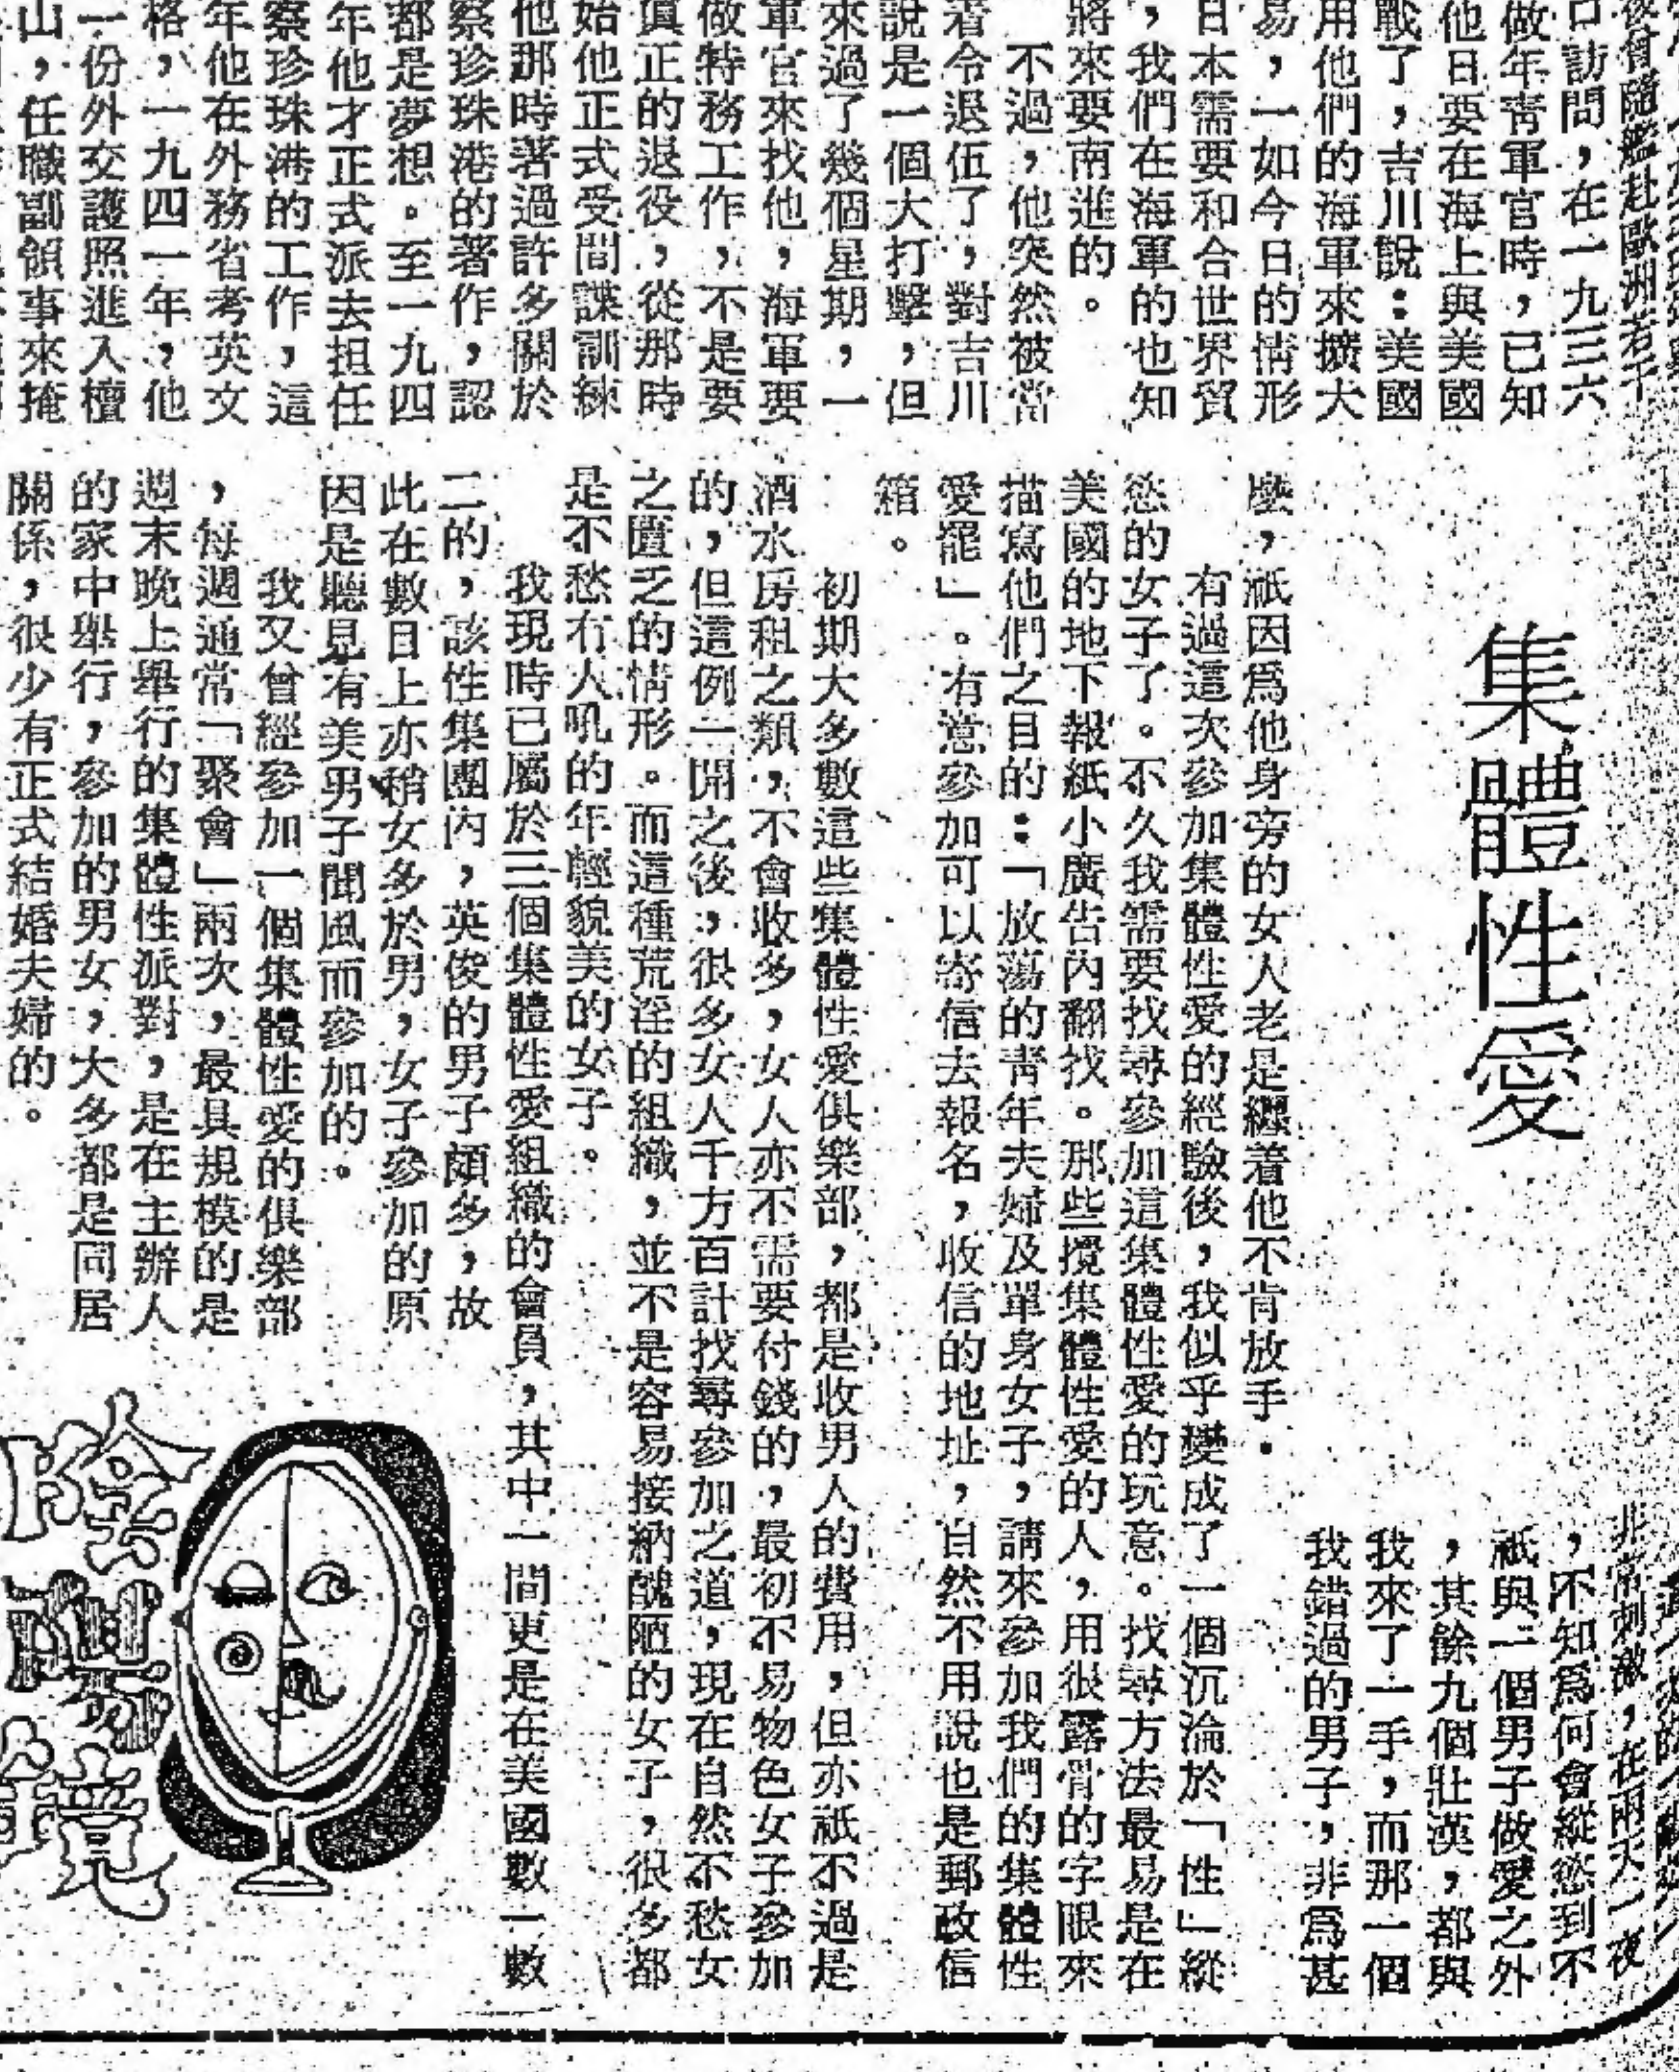 後曾隨艦赴歐洲若干
口訪問，在一九三六
做年靑軍官時，已知
他日要在海上與美國
戰了，吉川說：美國
用他們的海軍來擴大
易，一如今日的情形
日本需要和合世界貿
，我們在海軍的也知
將來要南進的。
不過，他突然被當
着令退伍了，對吉川
說是一個大打擊，但
來過了幾個星期，一
軍官來找他，海軍要
做特務工作，不是要
眞正的退役，從那時
始他正式受間諜訓練
他那時著過許多關於
察珍珠港的著作，認
都是夢想。至一九四
年他才正式派去担任
察珍珠港的工作，這
年他在外務省考英文
格，一九四一年，他
一份外交護照進入檀
山，任職副領事來掩
集體性愛
非常刺激，在兩天一夜
，不知爲何會縱慾到不
祇與一個男子做愛之外
，其餘九個壯漢，都與
我來了一手，而那一個
我錯過的男子，非爲甚
麼，祇因爲他身旁的女人老是纏着他不肯放手．
有過這次參加集體性愛的經驗後，我似乎變成了一個沉淪於「性」縱
慾的女子了。不久我需要找尋參加這集體性愛的玩意。找尋方法最易是在
美國的地下報紙小廣告內翻找。那些攪集體性愛的人，用很露骨的字眼來
描寫他們之目的：「放蕩的靑年夫婦及單身女子，請來參加我們的集體性
愛罷」。有意參加可以寄信去報名，收信的地址，自然不用說也是郵政信
箱。
初期大多數這些集體性愛俱樂部，都是收男人的費用，但亦祇不過是
酒水房租之類，不會收多，女人亦不需要付錢的，最初不易物色女子參加
的，但這例一開之後，很多女人千方百計找尋參加之道，現在自然不愁女
之匱乏的情形。而這種荒淫的組織，並不是容易接納醜陋的女子，很多都
是不愁冇人吼的年輕貌美的女子。
我現時已屬於三個集體性愛組織的會員，其中一間更是在美國數一數
二的，該性集團內，英俊的男子頗多，故
此在數目上亦稍女多於男，女子參加的原
因是聽見有美男子聞風而參加的。
我又曾經參加一個集體性愛的俱樂部
，每週通常「聚會」兩次，最具規模的是
週末晚上舉行的集體性派對，是在主辦人
的家中舉行，參加的男女，大多都是同居
關係，很少有正式結婚夫婦的。